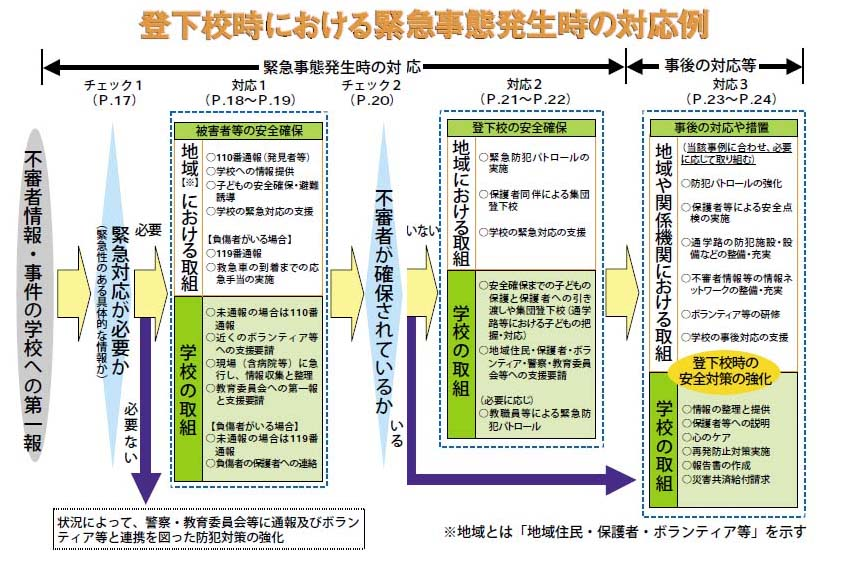 登下校時における緊急事態発生時の対応例
緊急事態発生時の対応
事後の対応等
チェック1
(P.17)
対応1
(P.18〜P.19)
チェック2
(P.20)
対応2
(P.21〜P.22)
対応3
(P.23〜P.24)
不審者情報・事件の学校への第一報
緊急対応が必要か
(緊急性のある具体的な情報か)
必要
必要ない
被害者等の安全確保
地域【※】における取組
○110番通報(発見者等)
○学校への情報提供
○子どもの安全確保・避難
誘導
○学校の緊急対応の支援
【負傷者がいる場合】
○119番通報
○救急車の到着までの応
急手当の実施
学校の取組
○未通報の場合は110番
通報
○近くのボランティア等
への支援要請
○現場(含病院等)に急
行し、情報収集と整理
○教育委員会への第一報
と支援要請
【負傷者がいる場合】
○未通報の場合は119番
通報
○負傷者の保護者への連絡
不審者が確保されているか
いない
いる
登下校の安全確保
地域における取組
○緊急防犯パトロールの
実施
○保護者同伴による集団
登下校
○学校の緊急対応の支援
学校の取組
○安全確保までの子どもの
保護と保護者への引き
渡しや集団登下校(通学
路等における子どもの把
握・対応)
○地域住民・保護者・ボラン
ティア・警察・教育委員
会等への支援要請
(必要に応じ)
○教職員等による緊急防
犯パトロール
事後の対応や措置
地域や関係機関における取組
(当該事例に合わせ、必要
に応じて取り組む)
○防犯パトロールの強化
○保護者等による安全点
検の実施
○通学路の防犯施設・設
備などの整備・充実
○不審者情報等の情報ネ
ットワークの整備・充実
○ボランティア等の研修
○学校の事後対応の支援
登下校時の
安全対策の強化
学校の取組
○情報の整理と提供
○保護者等への説明
○心のケア
○再発防止対策実施
○報告書の作成
○災害共済給付請求
状況によって、警察・教育委員会等に通報及びボラン
ティア等と連携を図った防犯対策の強化
※地域とは「地域住民・保護者・ボランティア等」を示す